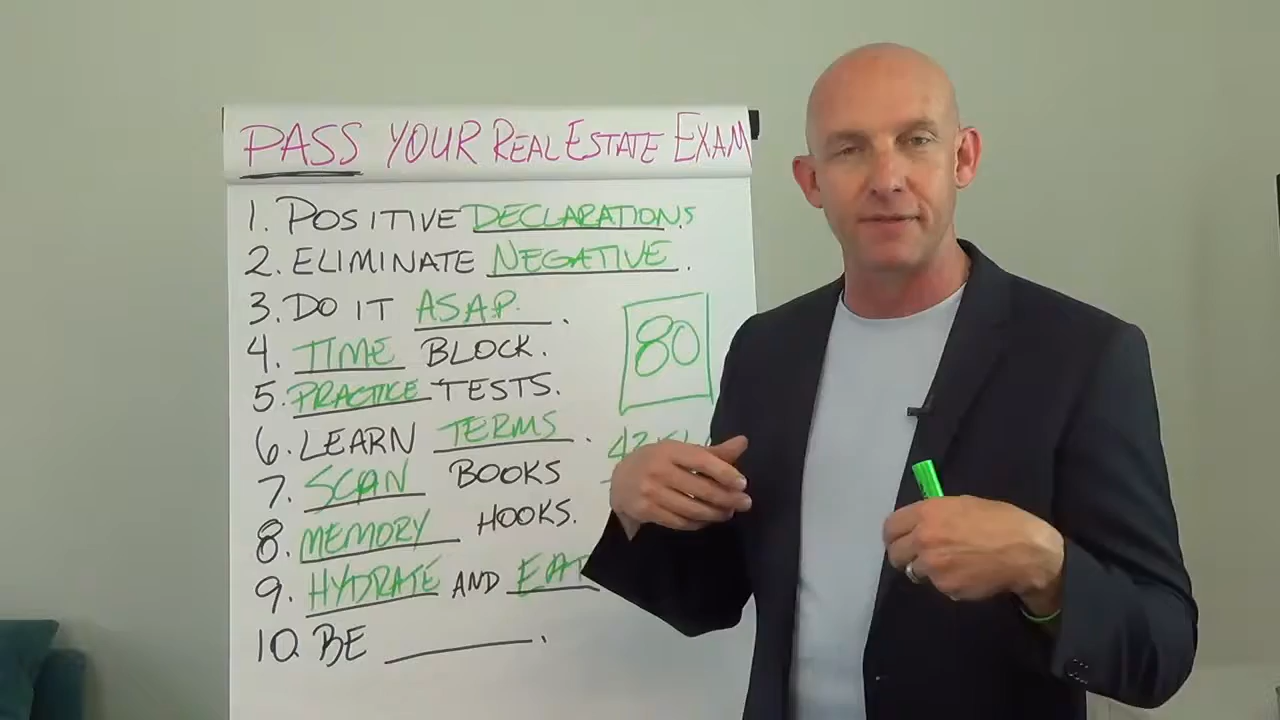 PASS YOUR REAL ESTATE EXAM
1. POSITIVE DECLARATIONS.
2. ELIMINATE NEGATIVE.
3. DO IT ASAP.
80
4. TIME BLOCK.
5. PRACTICE TESTS.
6. LEARN TERMS.
7. SCAN BOOKS
8. MEMORY HOOKS.
9. HYDRATE AND EAT
10. BE ______.